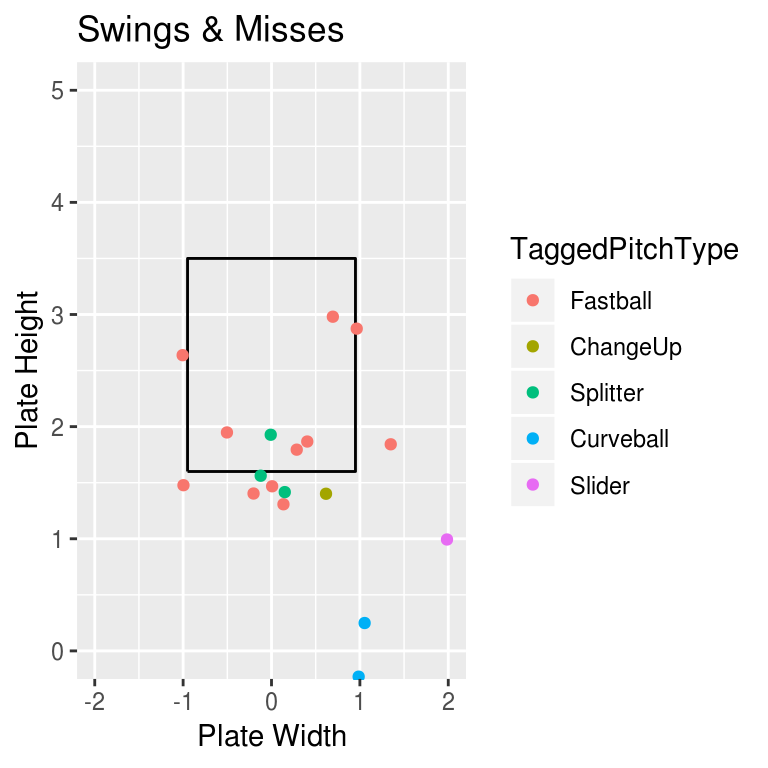 Swings & Misses
5
4
3
2
1
0
Plate Height
-2 -1 0 1 2
Plate Width
TaggedPitchType
Fastball
ChangeUp
Splitter
Curveball
Slider